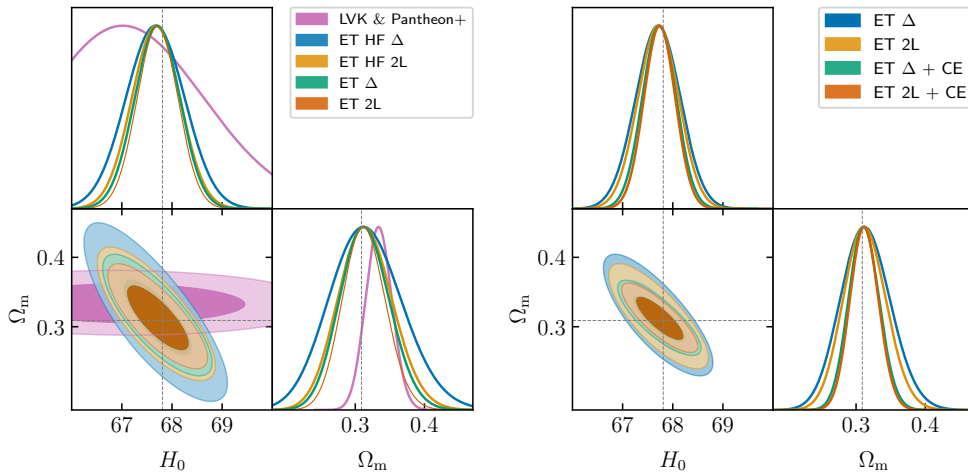 LVK & Pantheon+
ET HF Δ
ET HF 2L
ET Δ
ET 2L
0.4
0.3
Ωm
67
68
69
H0
0.3
0.4
Ωm
ET Δ
ET 2L
ET Δ + CE
ET 2L + CE
0.4
0.3
Ωm
67
68
69
H0
0.3
0.4
Ωm